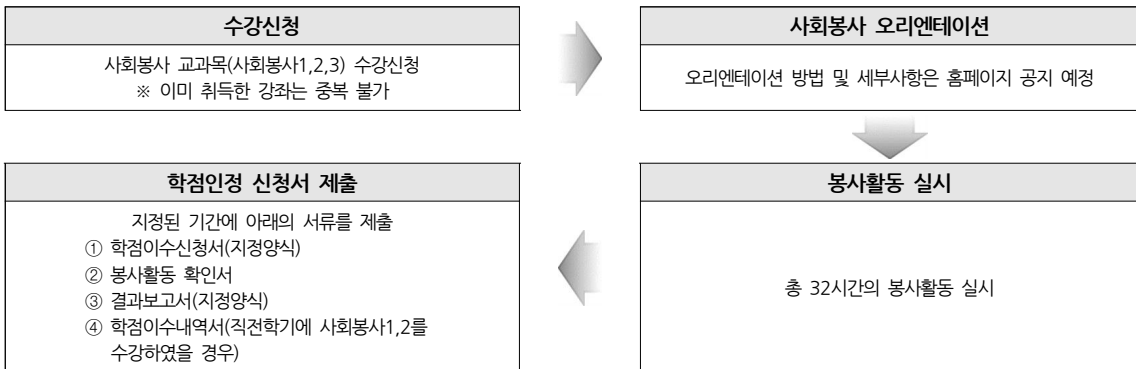 수강신청
사회봉사 교과목(사회봉사1,2,3) 수강신청
※ 이미 취득한 강좌는 중복 불가
사회봉사 오리엔테이션
오리엔테이션 방법 및 세부사항은 홈페이지 공지 예정
봉사활동 실시
총 32시간의 봉사활동 실시
학점인정 신청서 제출
지정된 기간에 아래의 서류를 제출
① 학점이수신청서(지정양식)
② 봉사활동 확인서
③ 결과보고서(지정양식)
④ 학점이수내역서(직전학기에 사회봉사1,2를
수강하였을 경우)